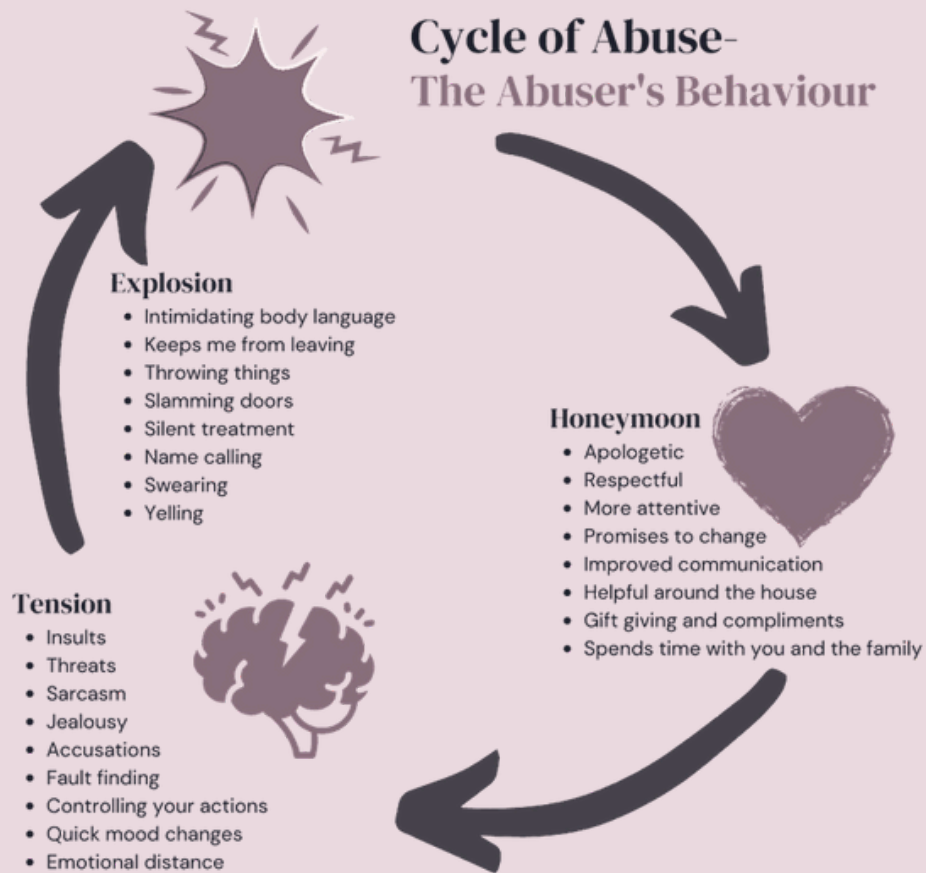 Cycle of Abuse-
The Abuser's Behaviour
Explosion
• Intimidating body language
• Keeps me from leaving
• Throwing things
• Slamming doors
• Silent treatment
• Name calling
• Swearing
• Yelling
Honeymoon
• Apologetic
• Respectful
• More attentive
• Promises to change
• Improved communication
• Helpful around the house
• Gift giving and compliments
• Spends time with you and the family
Tension
• Insults
• Threats
• Sarcasm
• Jealousy
• Accusations
• Fault finding
• Controlling your actions
• Quick mood changes
• Emotional distance